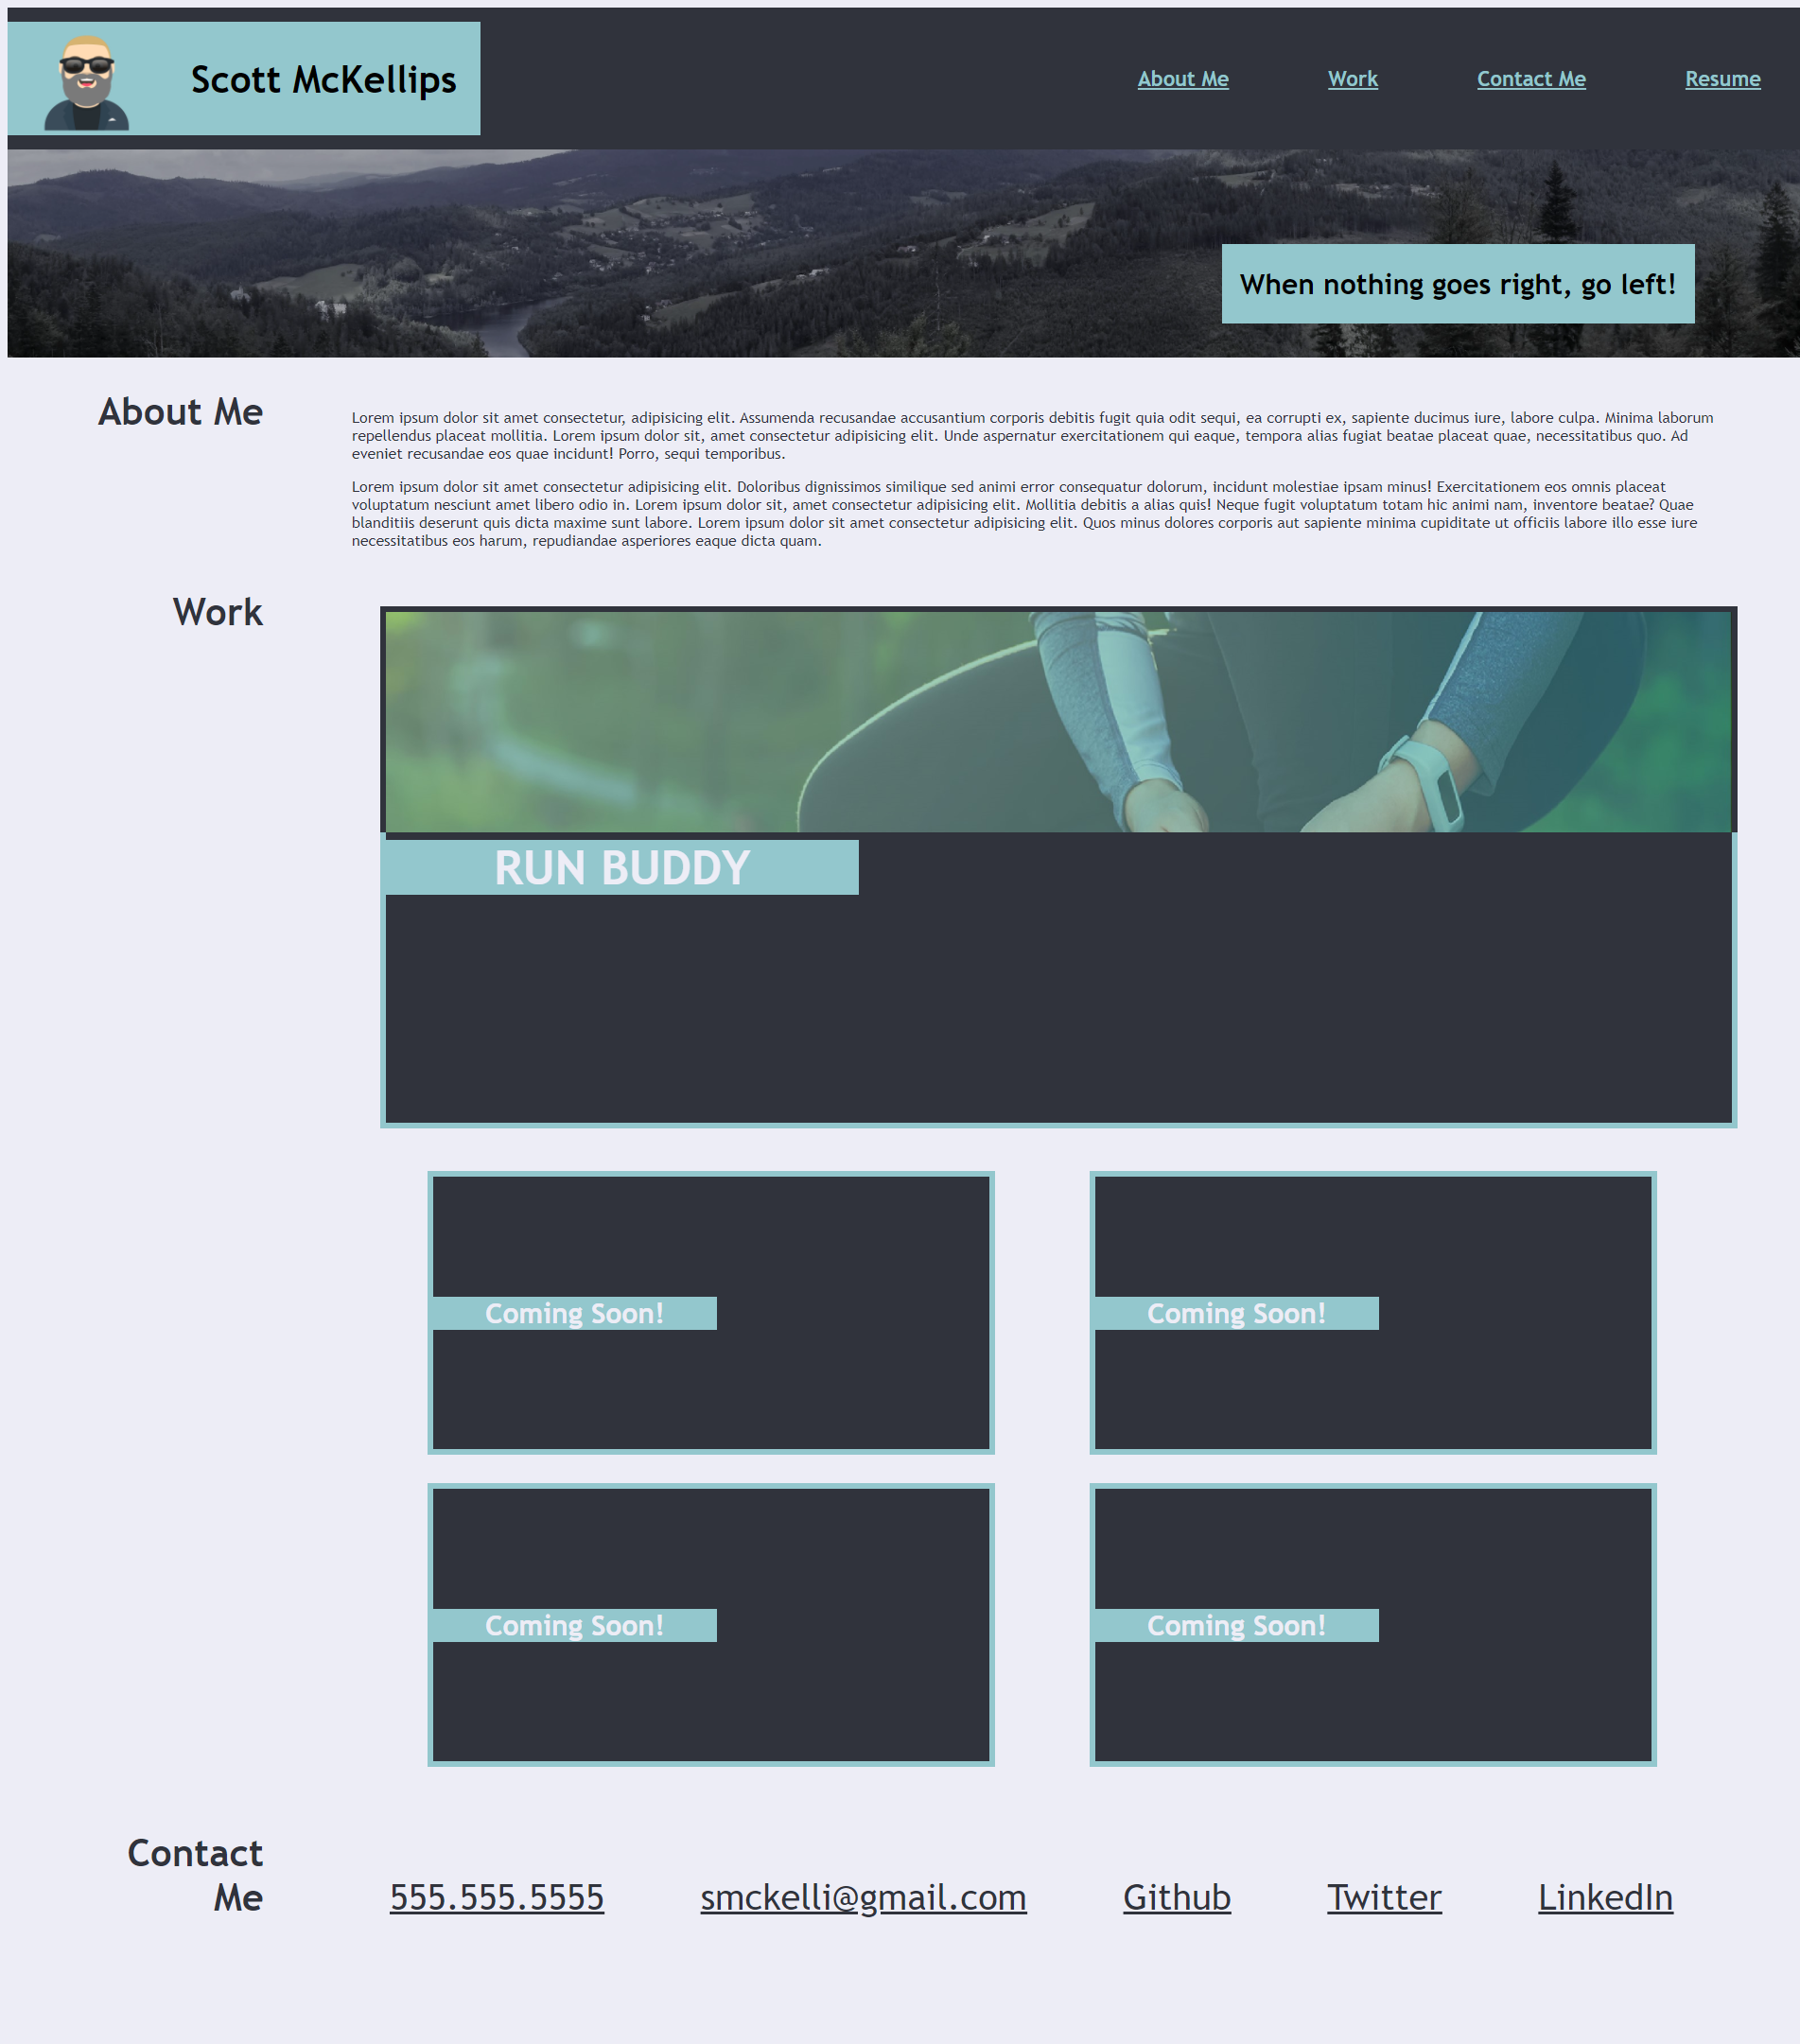 Scott McKellips
About Me
Work
Contact Me
Resume
When nothing goes right, go left!
About Me
Lorem ipsum dolor sit amet consectetur, adipisicing elit. Assumenda recusandae accusantium corporis debitis fugit quia odit sequi, ea corrupti ex, sapiente ducimus iure, labore culpa. Minima laborum
repellendus placeat mollitia. Lorem ipsum dolor sit, amet consectetur adipisicing elit. Unde aspernatur exercitationem qui eaque, tempora alias fugiat beatae placeat quae, necessitatibus quo. Ad
eveniet recusandae eos quae incidunt! Porro, sequi temporibus.
Lorem ipsum dolor sit amet consectetur adipisicing elit. Doloribus dignissimos similique sed animi error consequatur dolorum, incidunt molestiae ipsam minus! Exercitationem eos omnis placeat
voluptatum nesciunt amet libero odio in. Lorem ipsum dolor sit, amet consectetur adipisicing elit. Mollitia debitis a alias quis! Neque fugit voluptatum totam hic animi nam, inventore beatae? Quae
blanditiis deserunt quis dicta maxime sunt labore. Lorem ipsum dolor sit amet consectetur adipisicing elit. Quos minus dolores corporis aut sapiente minima cupiditate ut officiis labore illo esse iure
necessitatibus eos harum, repudiandae asperiores eaque dicta quam.
Work
RUN BUDDY
Coming Soon!
Coming Soon!
Coming Soon!
Coming Soon!
Contact
Me
555.555.5555
smckelli@gmail.com
Github
Twitter
LinkedIn